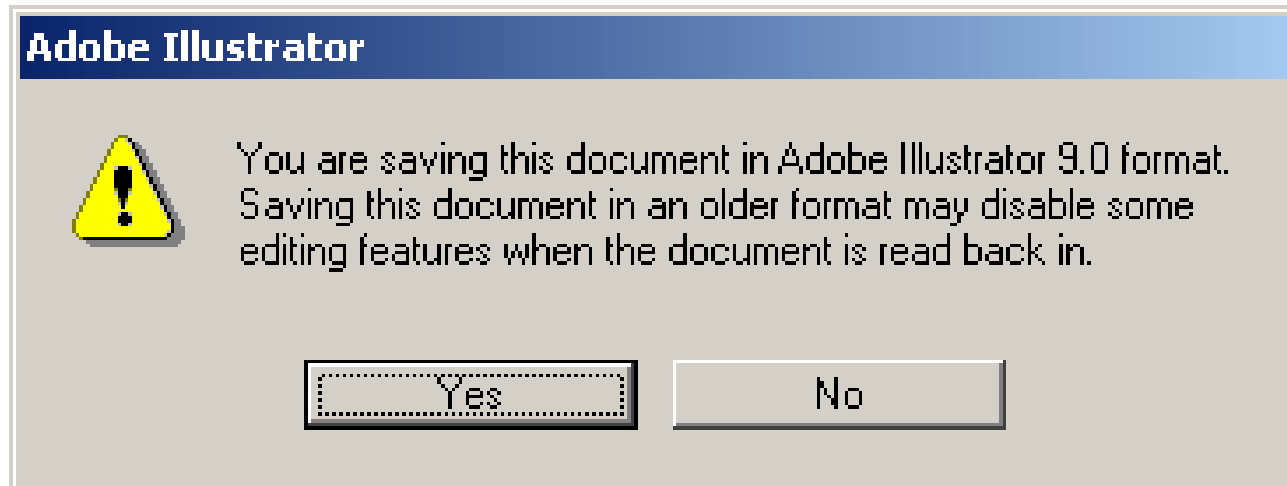 Adobe Illustrator
You are saving this document in Adobe Illustrator 9.0 format.
Saving this document in an older format may disable some
editing features when the document is read back in.
Yes
No